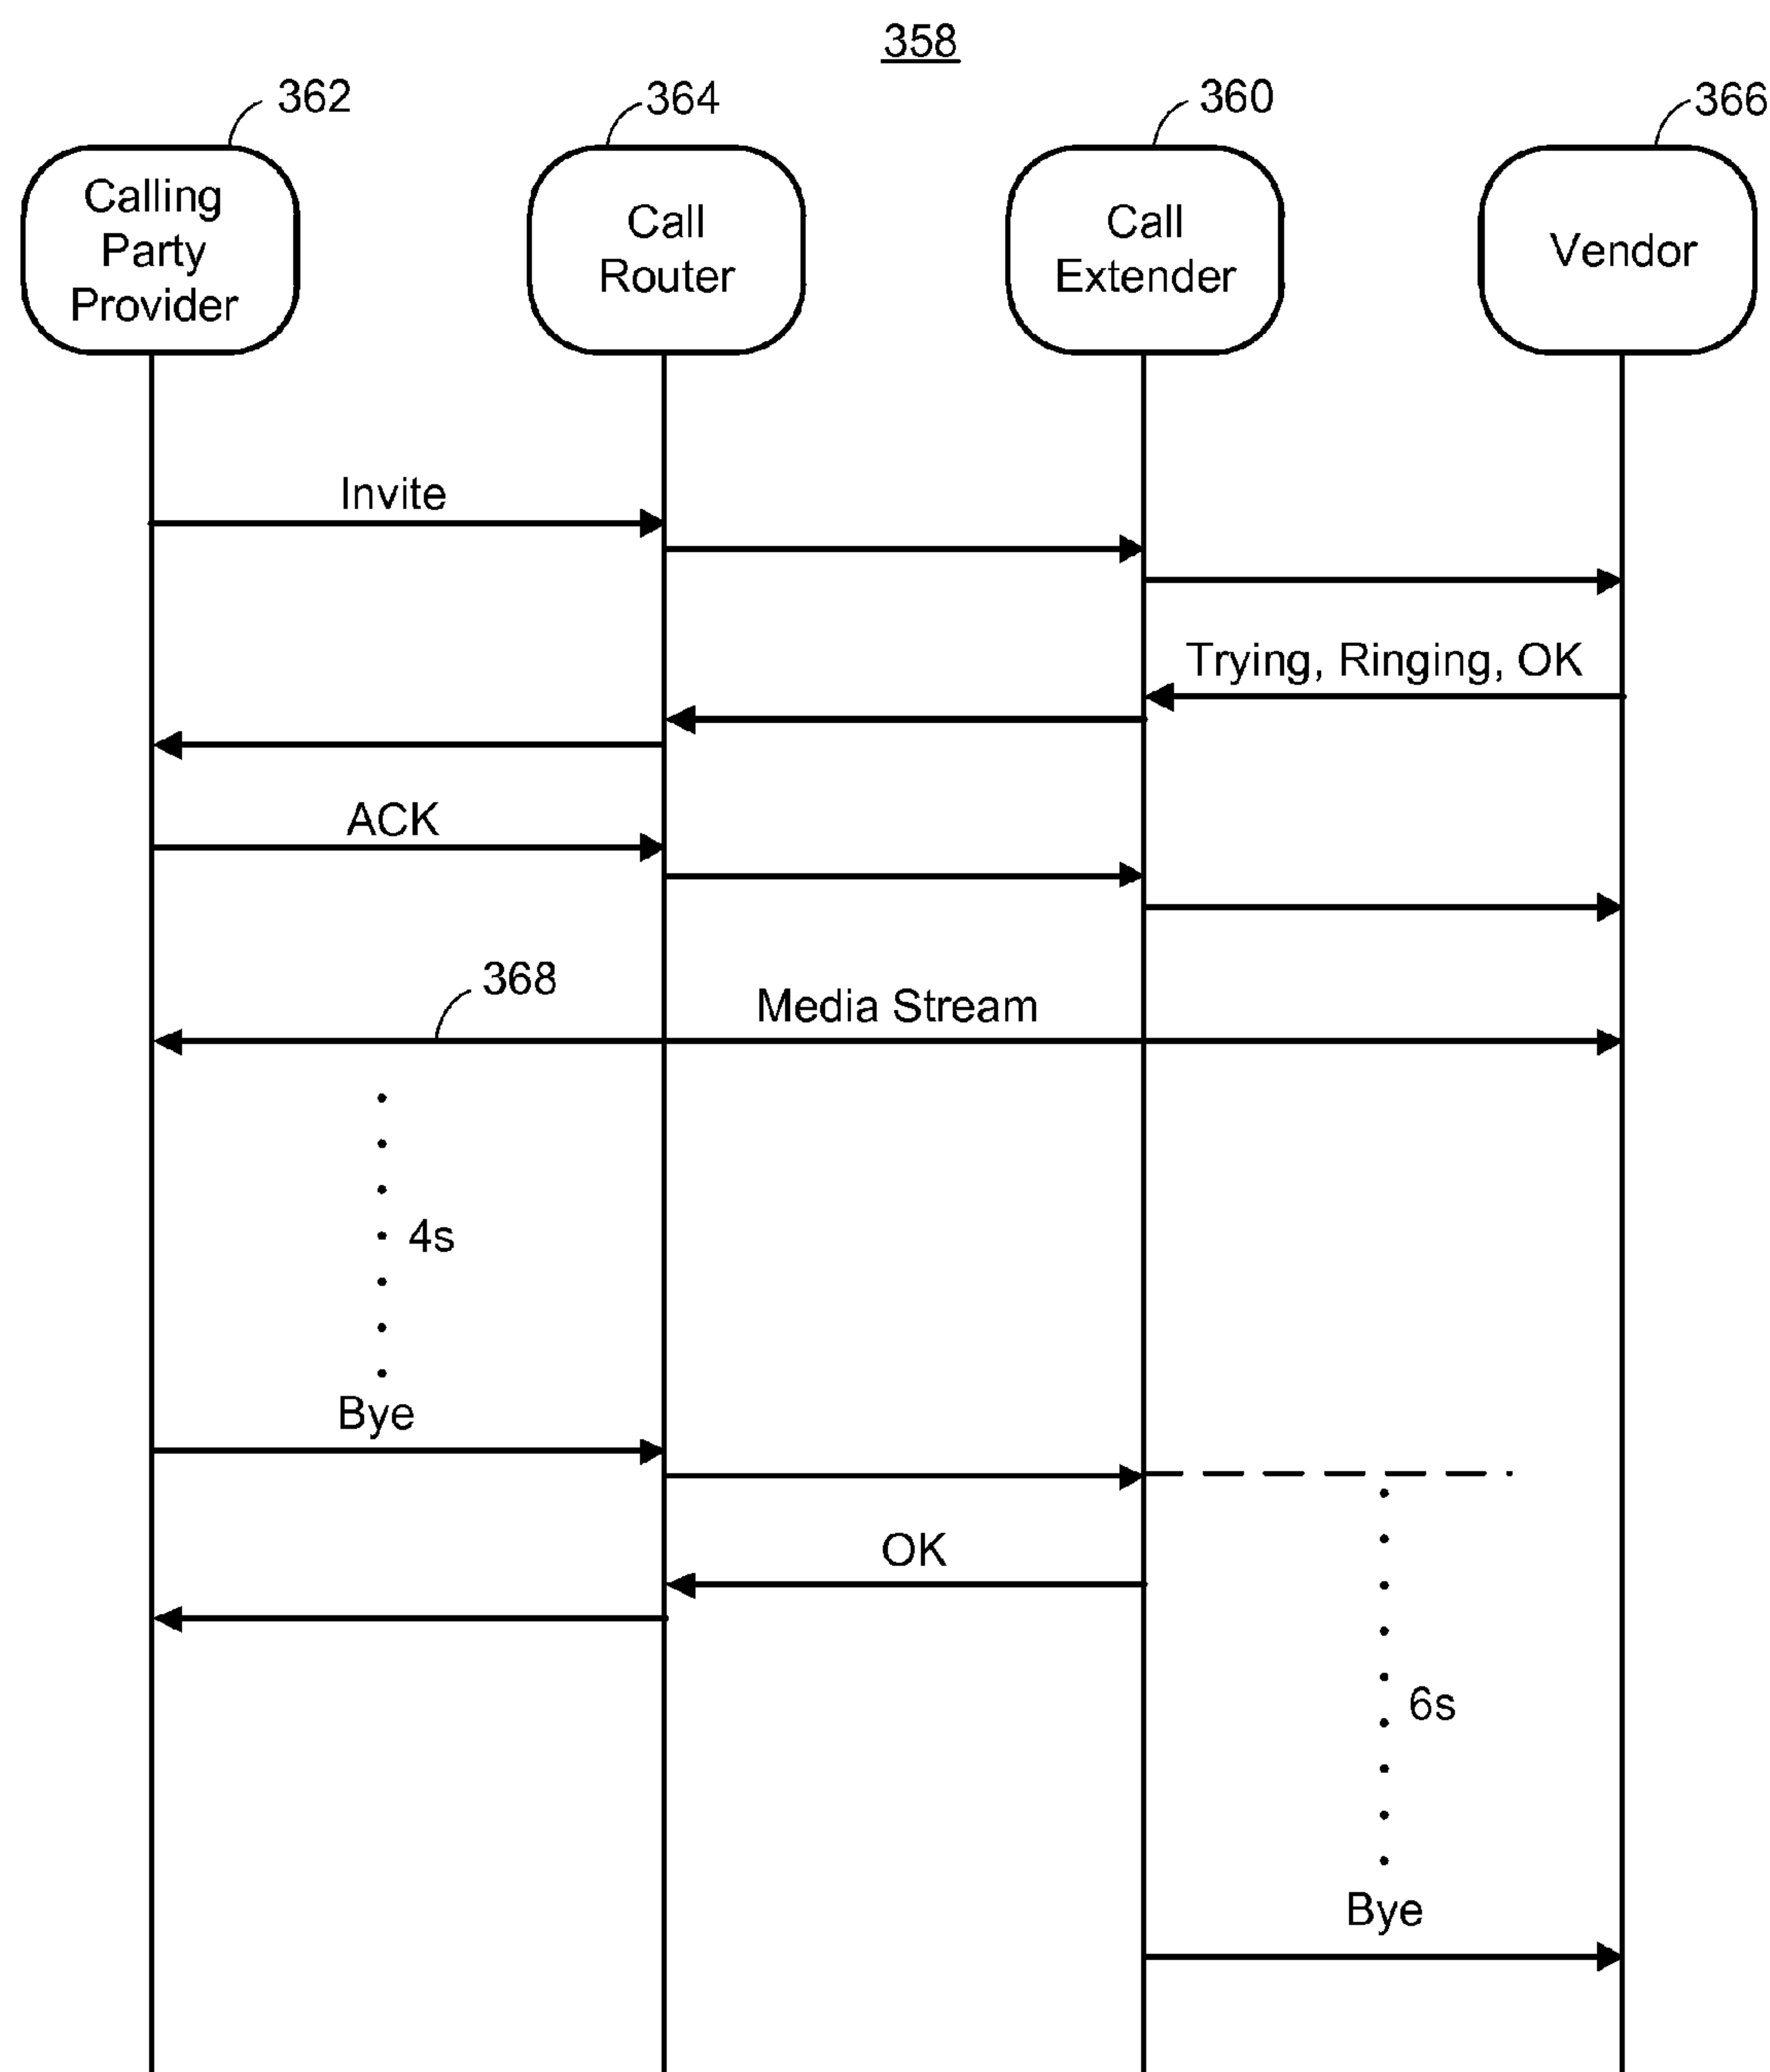 358
362
364
360
366
Calling
Party
Provider
Call
Router
Call
Extender
Vendor
Invite
Trying, Ringing, OK
ACK
368
Media Stream
4s
Bye
OK
6s
Bye